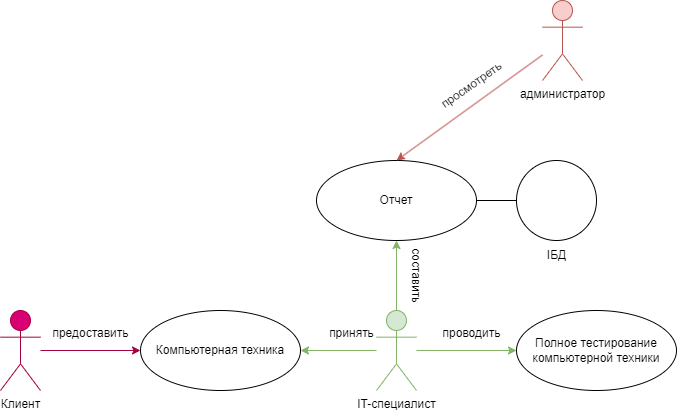 просмотреть
администратор
Отчет
IБД
составить
предоставить
Компьютерная техника
принять
проводить
Полное тестирование
компьютерной техники
Клиент
IT-специалист